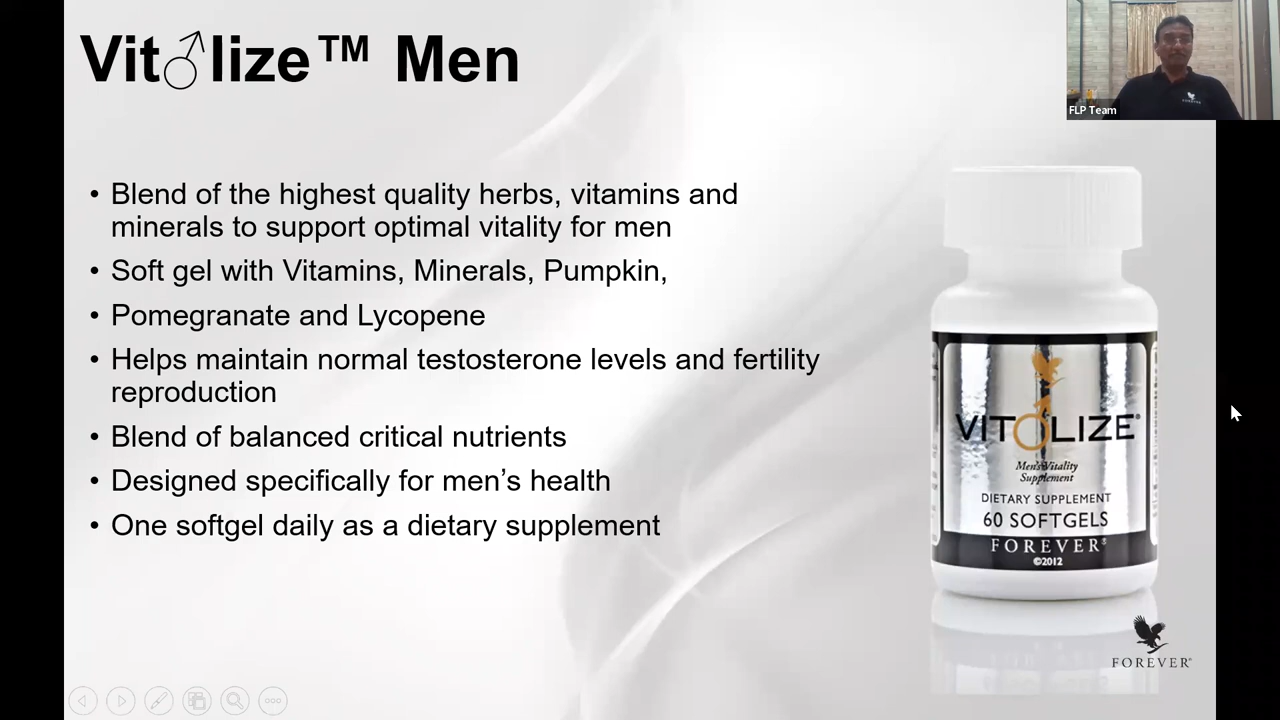 Vit♂lize™ Men
FLP Team
• Blend of the highest quality herbs, vitamins and
minerals to support optimal vitality for men
• Soft gel with Vitamins, Minerals, Pumpkin,
• Pomegranate and Lycopene
• Helps maintain normal testosterone levels and fertility
reproduction
• Blend of balanced critical nutrients
• Designed specifically for men’s health
• One softgel daily as a dietary supplement
VIT♂LIZE®
Men's Vitality
Supplement
DIETARY SUPPLEMENT
60 SOFTGELS
FOREVER®
©2012
FOREVER®